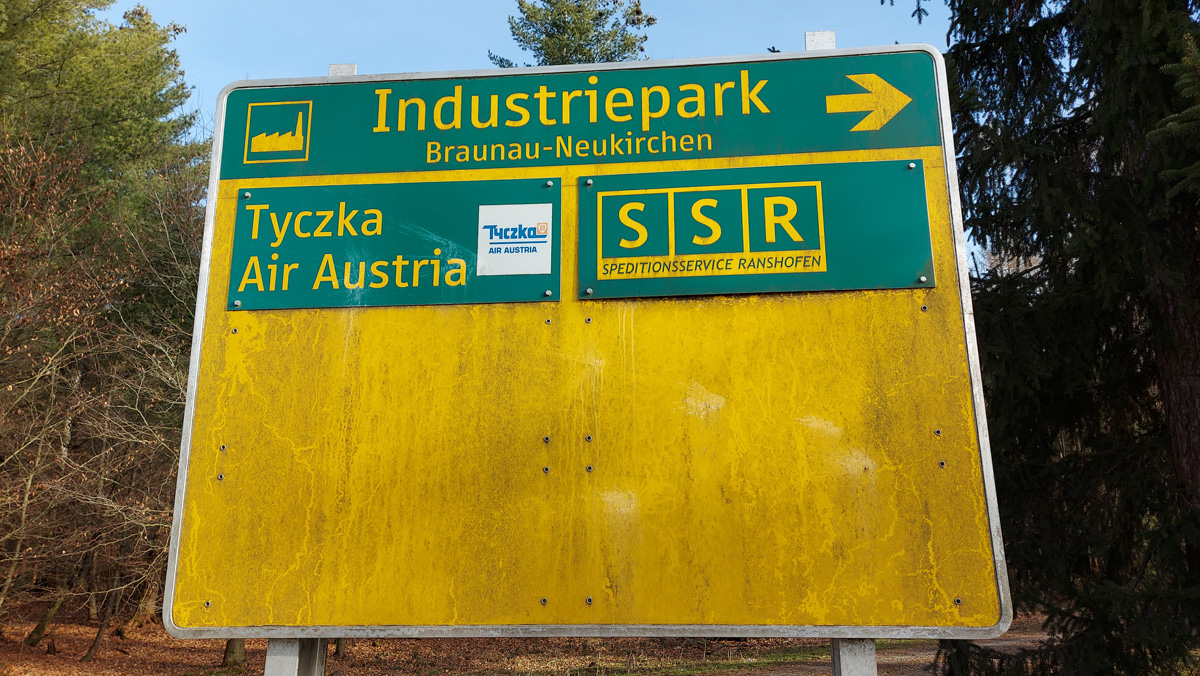 Industriepark
Braunau-Neukirchen
Tyczka
Air Austria
Tyczka
AIR AUSTRIA
SSR
SPEDITIONSSERVICE RANSHOFEN